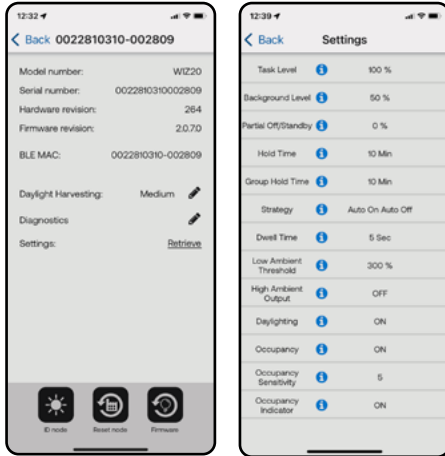 12:32
Back 0022810310-002809
Model number: WIZ20
Serial number: 0022810310002809
Hardware revision: 264
Firmware revision: 2.0.7.0
BLE MAC: 0022810310-002809
Daylight Harvesting: Medium
Diagnostics
Settings: Retrieve
ID node Reset node Firmware
12:39
Back Settings
Task Level 100 %
Background Level 50 %
Partial Off/Standby 0 %
Hold Time 10 Min
Group Hold Time 10 Min
Strategy Auto On Auto Off
Dwell Time 5 Sec
Low Ambient
Threshold 300 %
High Ambient
Output OFF
Daylighting ON
Occupancy ON
Occupancy
Sensitivity 5
Occupancy
Indicator ON